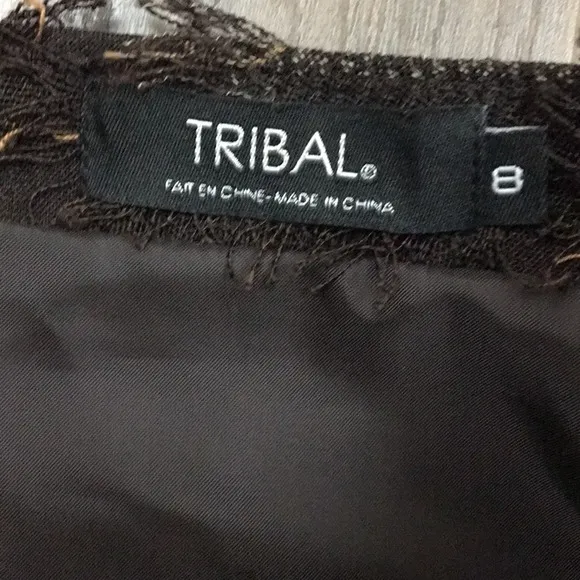 TRIBAL®
FAIT EN CHINE-MADE IN CHINA
8